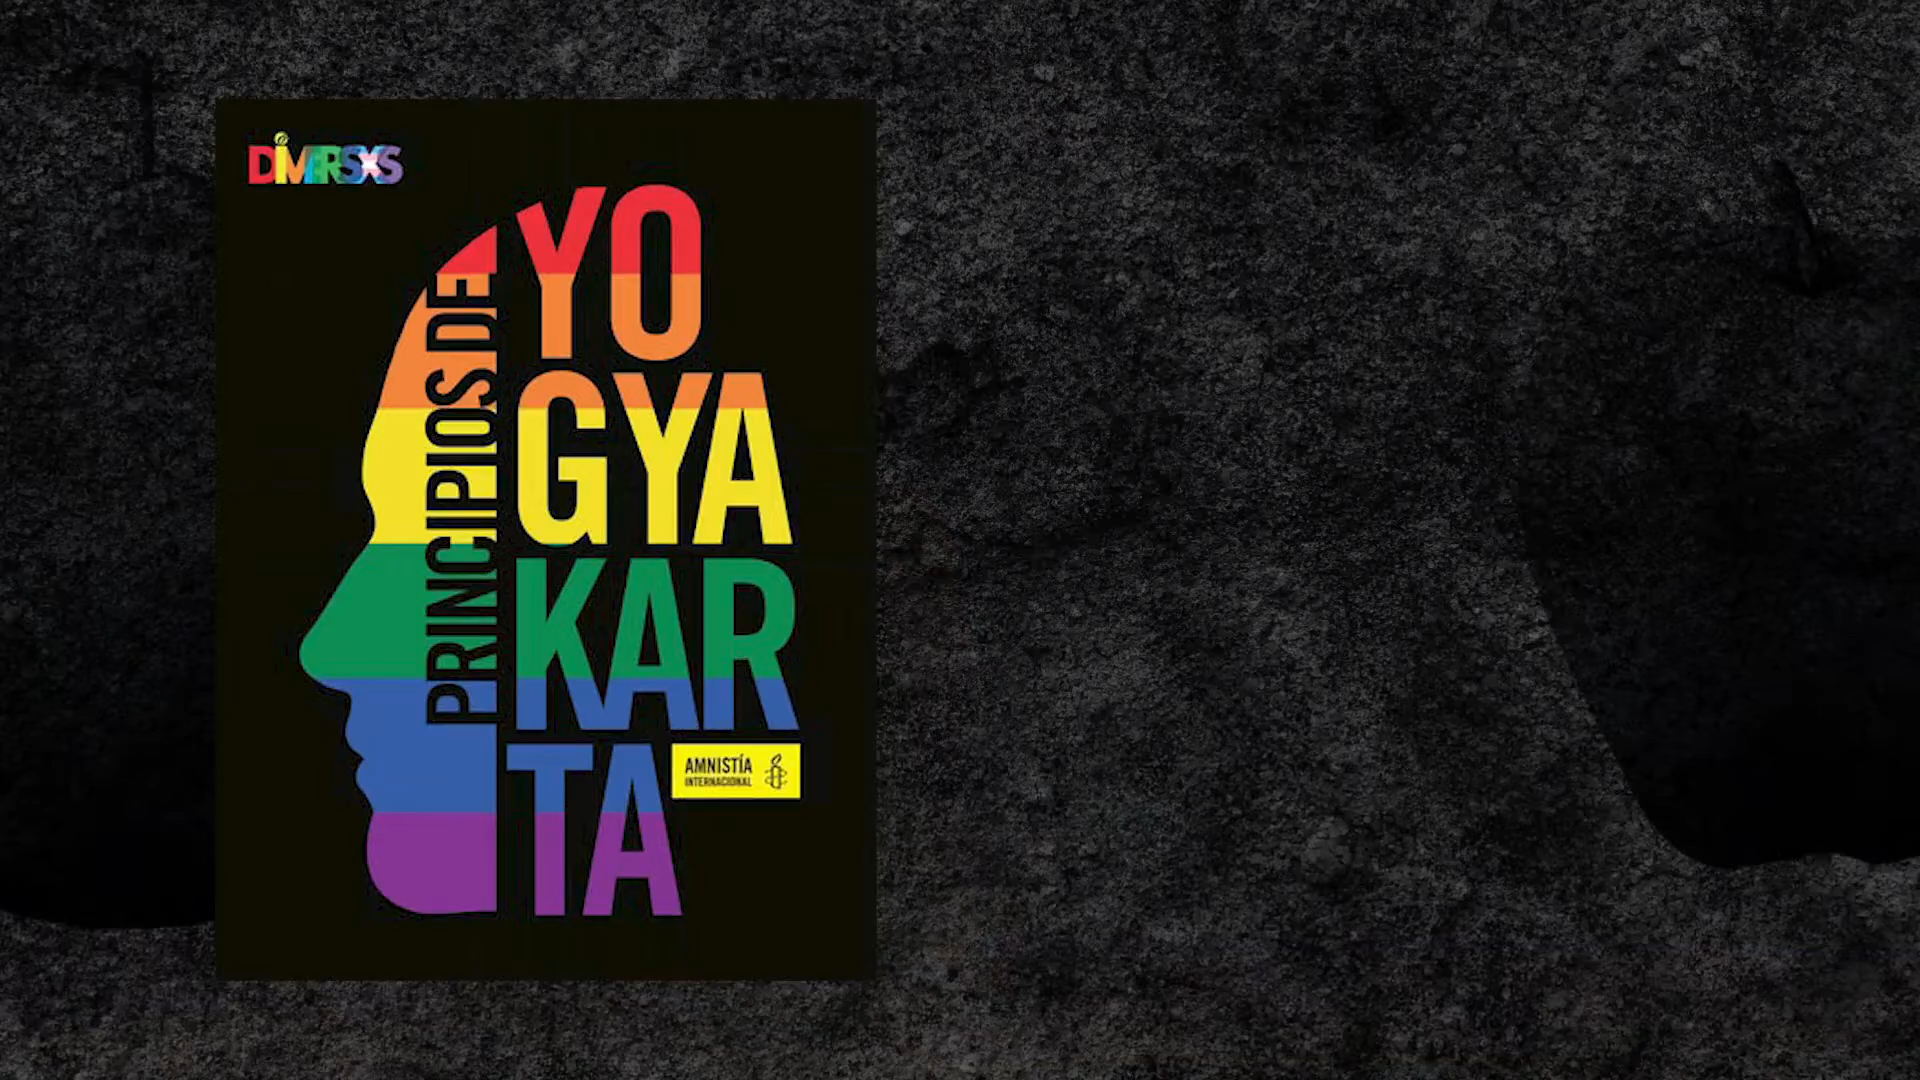 DiVERSXS
PRINCIPIOS DE
YO
GYA
KAR
TA
AMNISTÍA
INTERNACIONAL